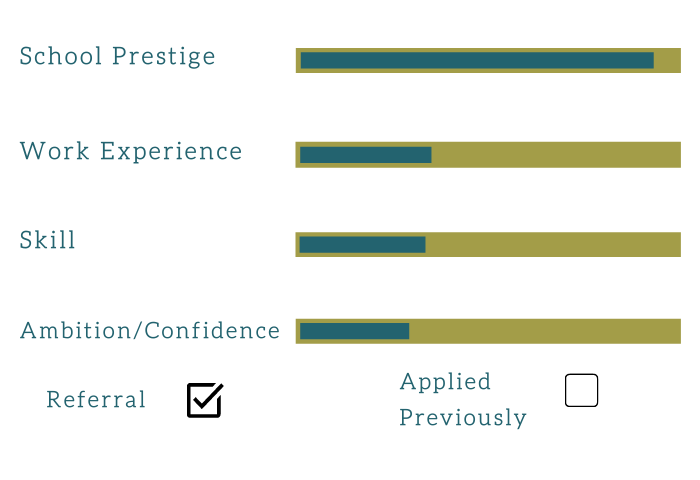 School Prestige
Work Experience
Skill
Ambition/Confidence
Referral
Applied
Previously